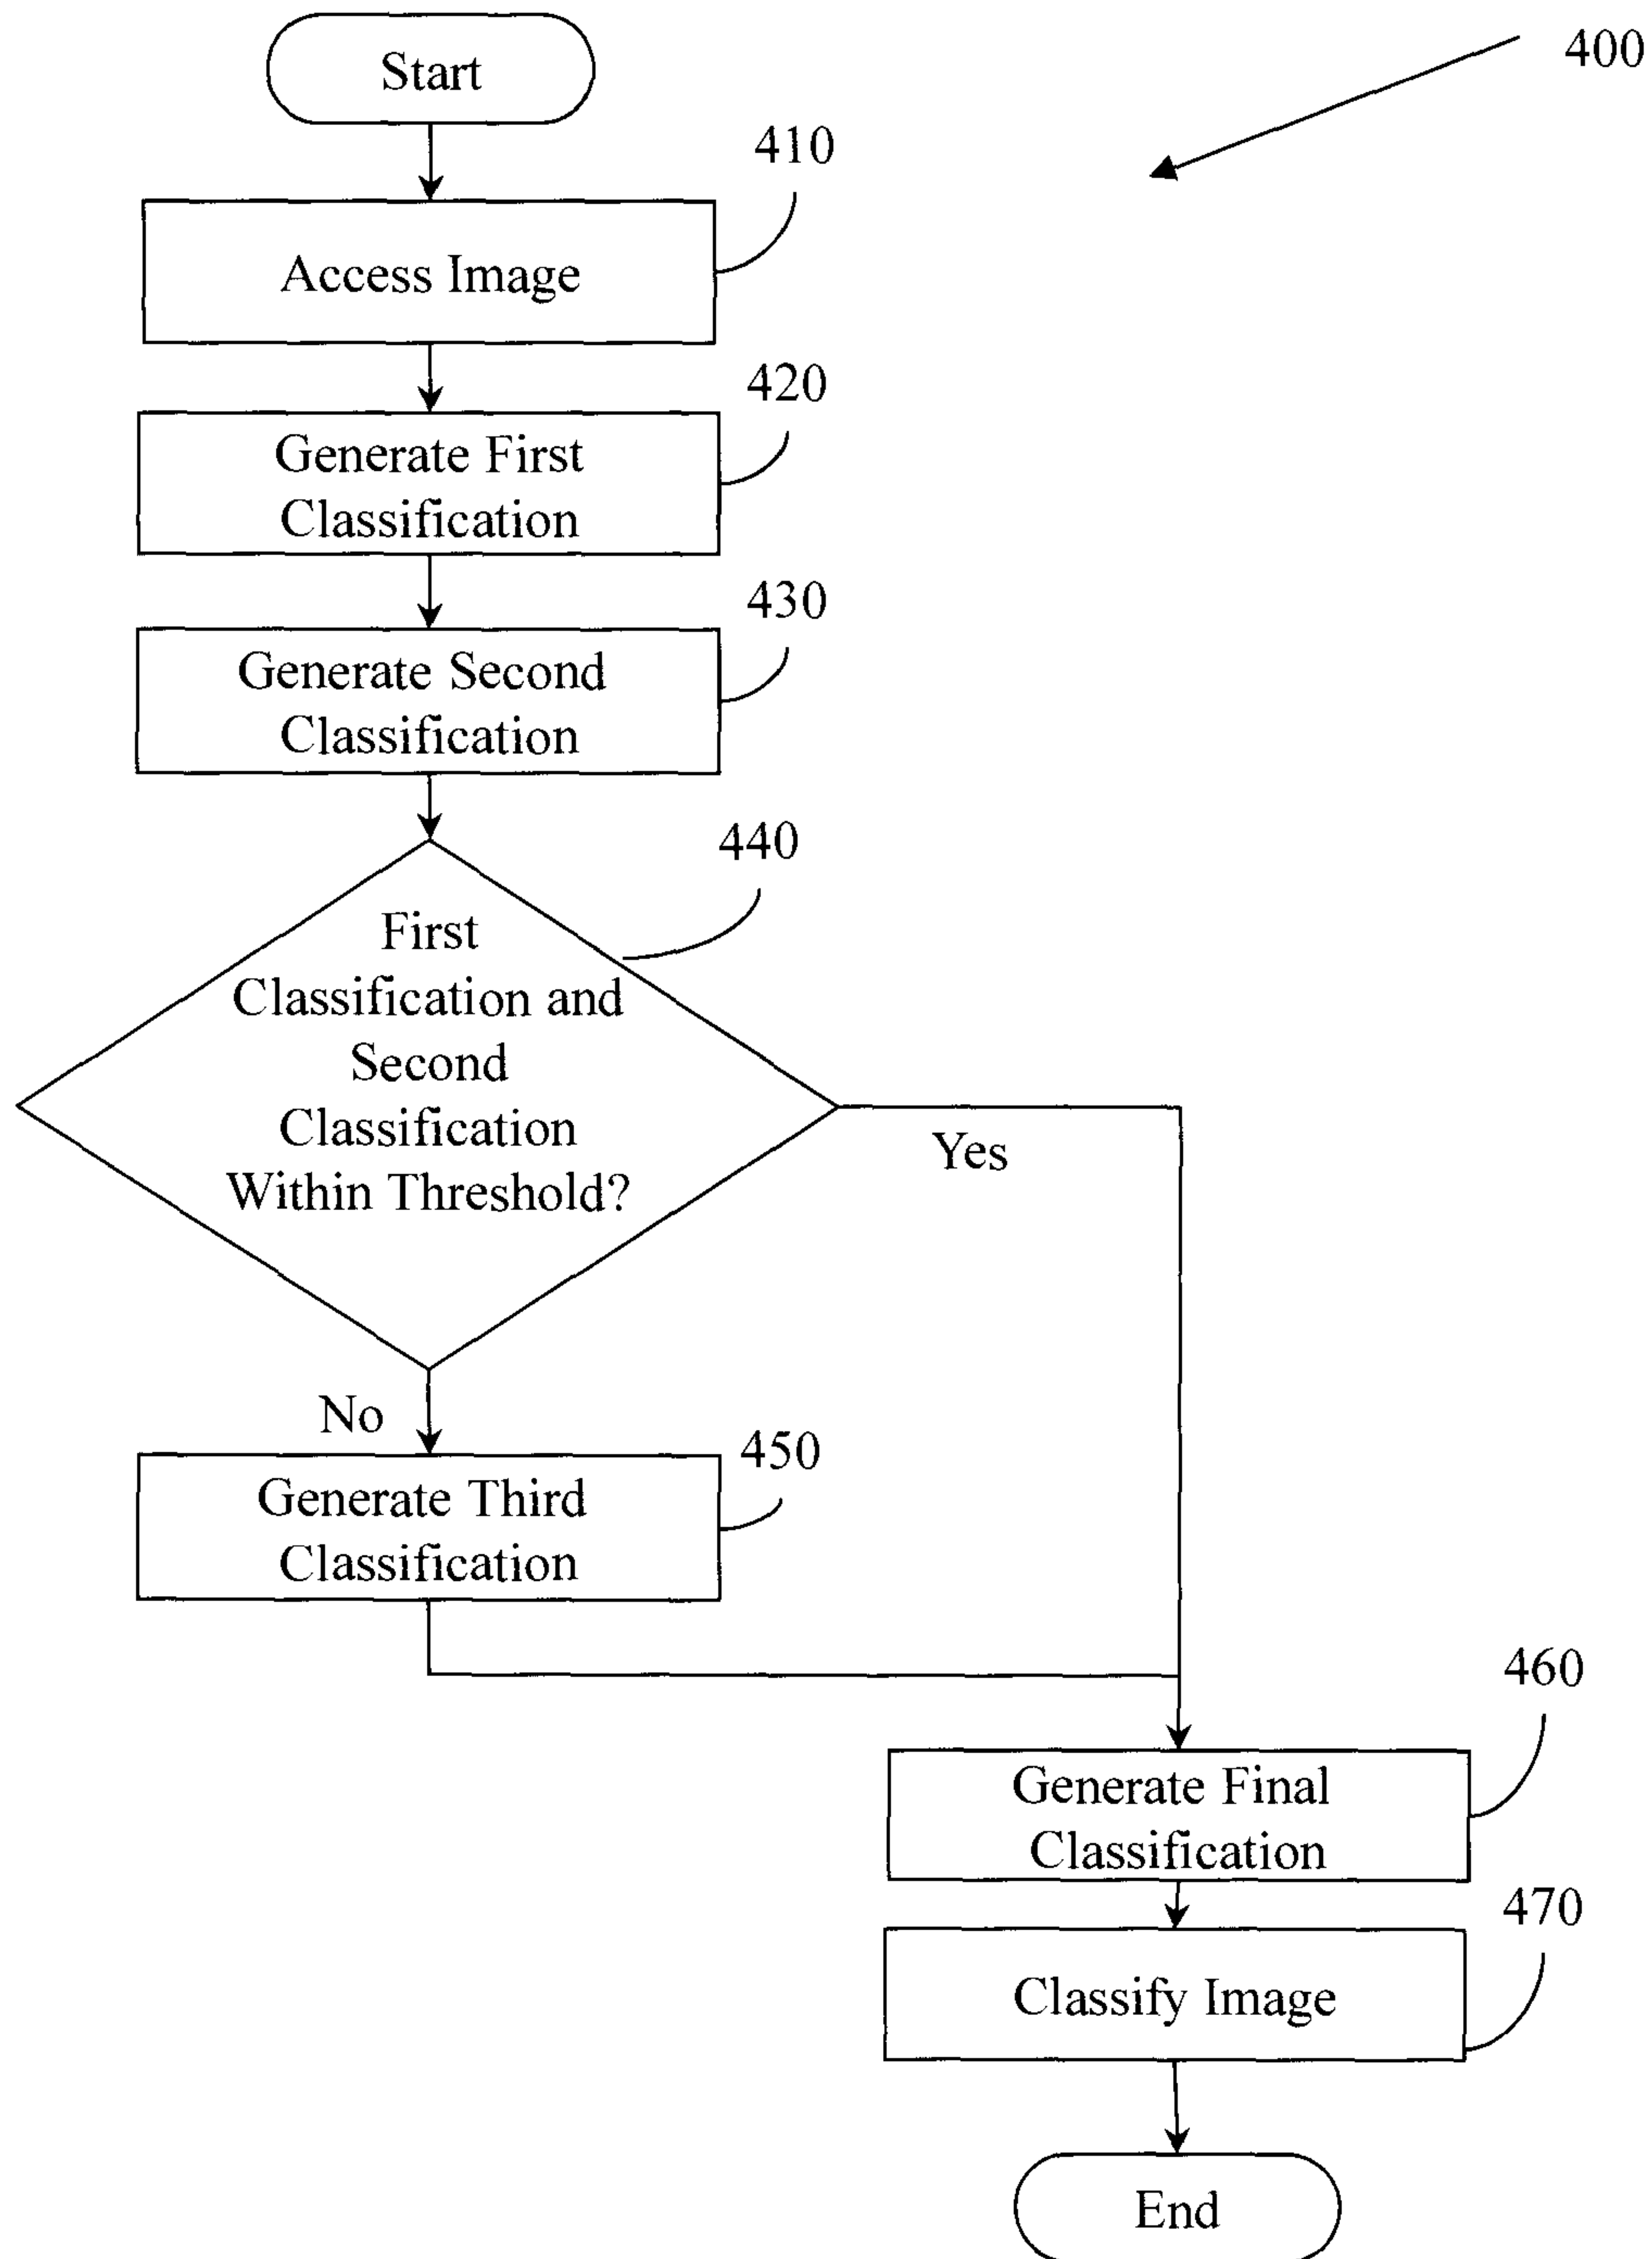 Start
400
410
Access Image
420
Generate First
Classification
430
Generate Second
Classification
440
First
Classification and
Second
Classification
Within Threshold?
Yes
No
450
Generate Third
Classification
460
Generate Final
Classification
470
Classify Image
End